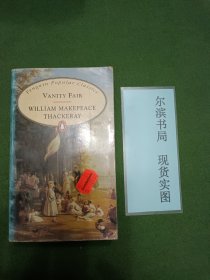 Penguin Popular Classics
VANITY FAIR
WILLIAM MAKEPEACE
THACKERAY
尔滨书局 现货实图